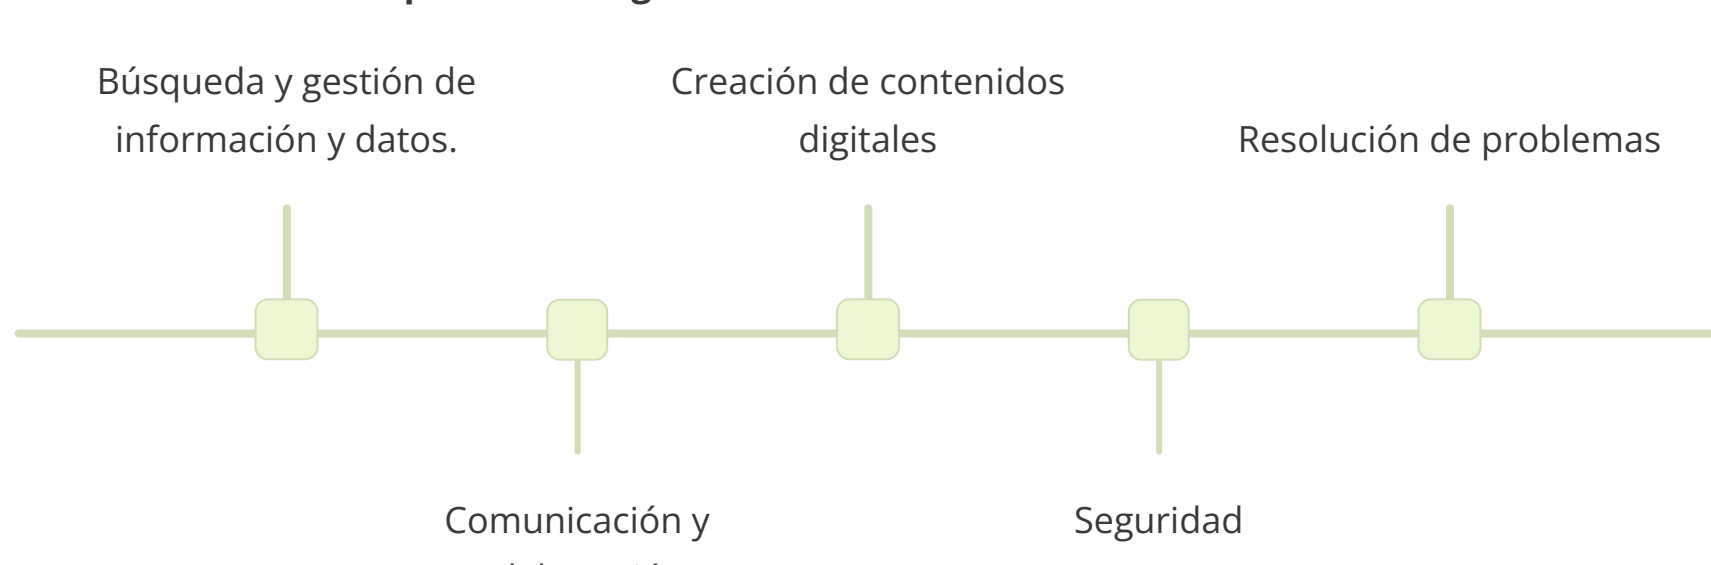 Búsqueda y gestión de
información y datos.
Creación de contenidos
digitales
Resolución de problemas
Comunicación y
Seguridad